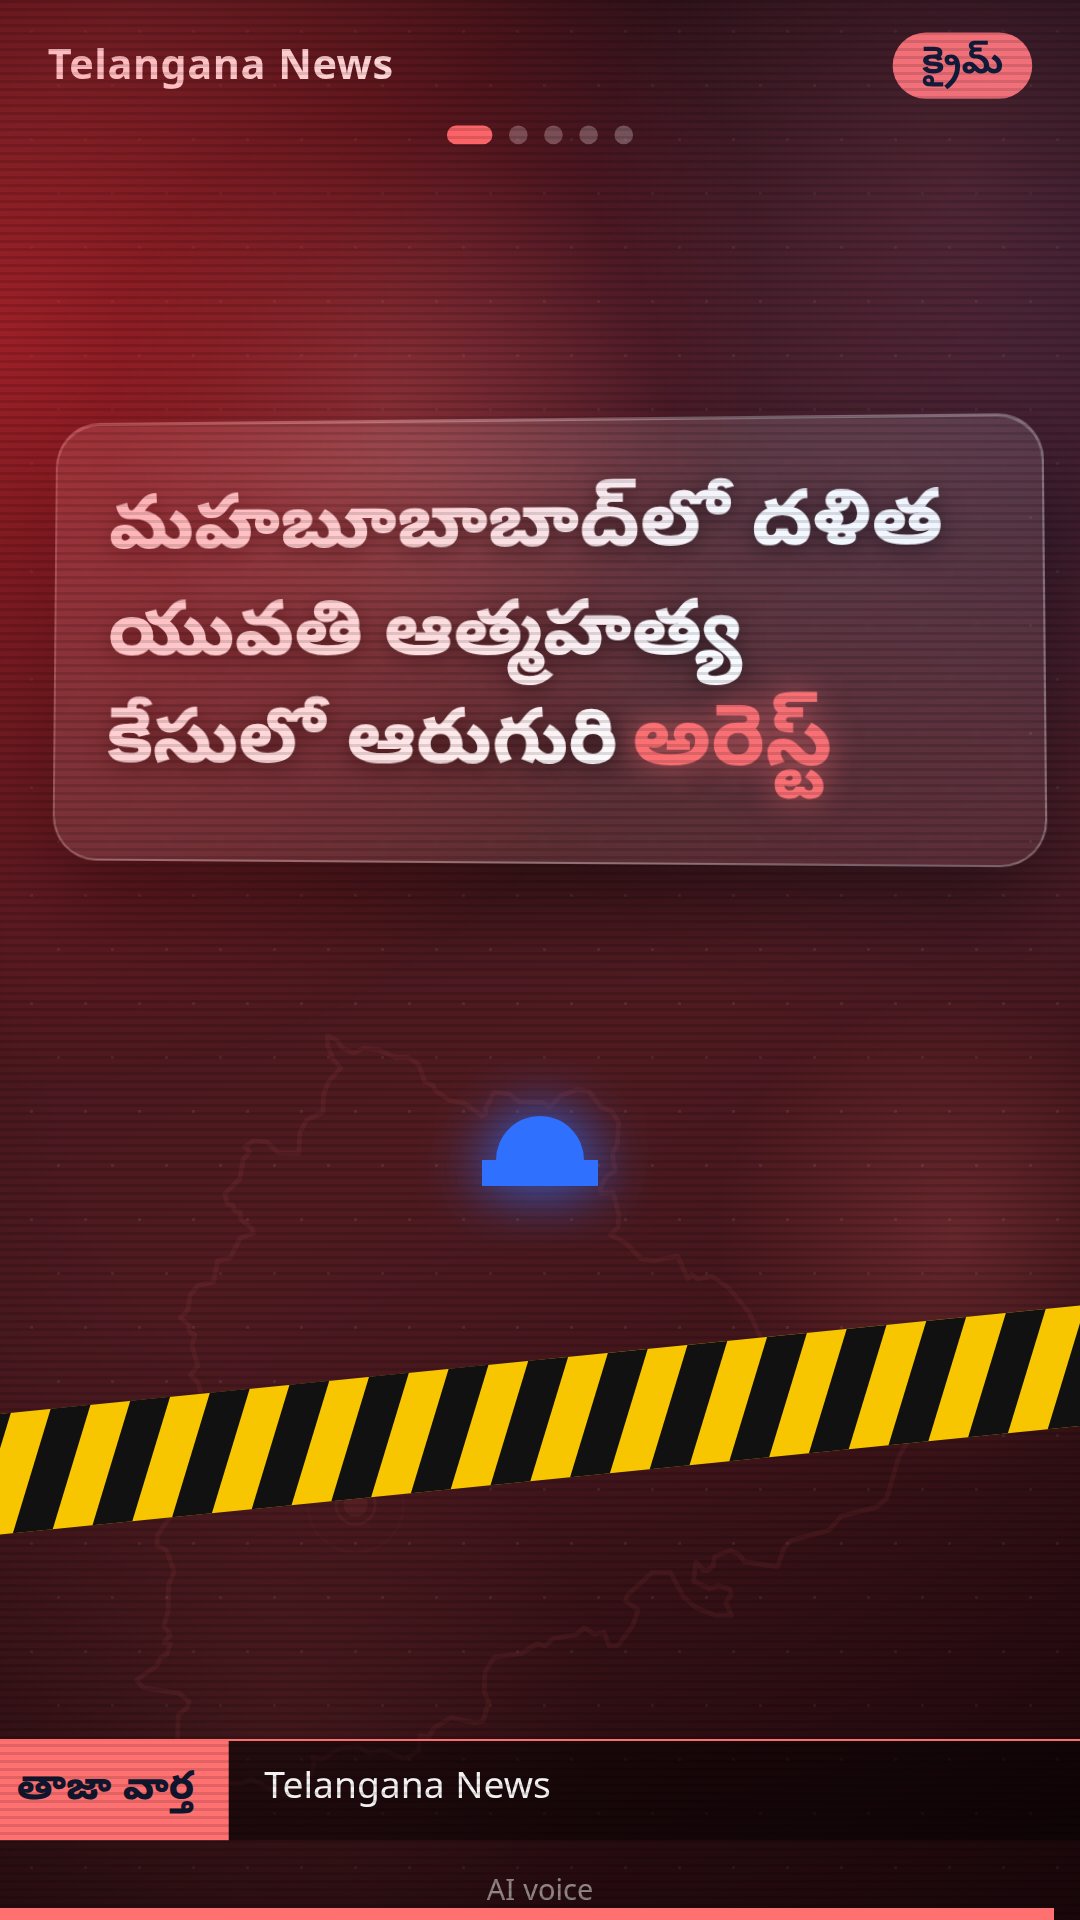 Telangana News
క్రైమ్
మహబూబాబాద్‌లో దళిత
యువతి ఆత్మహత్య
కేసులో ఆరుగురి అరెస్ట్
తాజా వార్త
Telangana News
AI voice